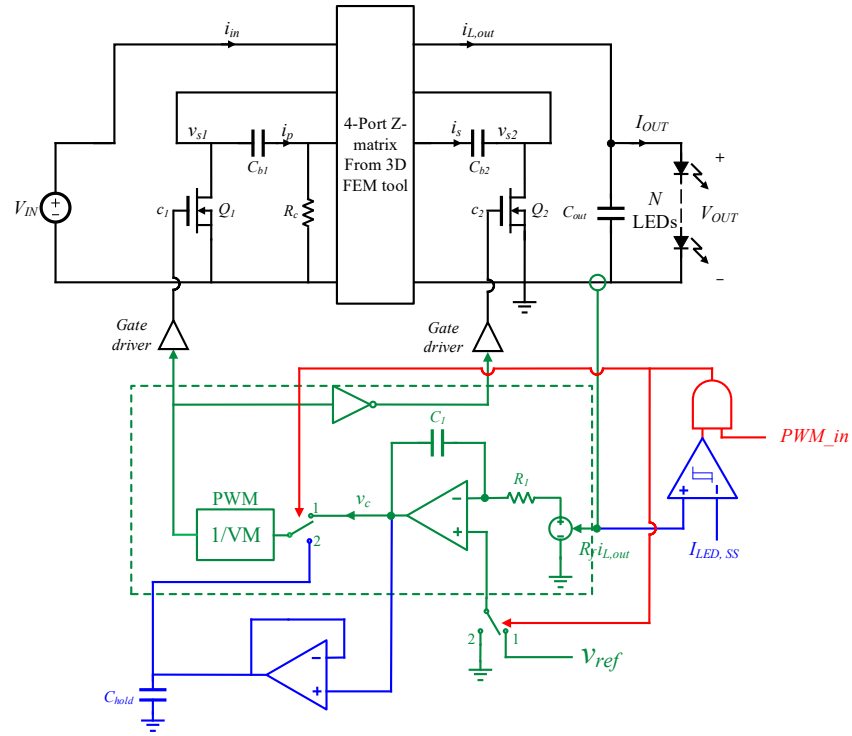 i_in
i_L,out
v_s1
i_p
C_b1
4-Port Z-
matrix
From 3D
FEM tool
i_s
v_s2
C_b2
I_OUT
+
V_IN
+
−
c_1
Q_1
R_c
c_2
Q_2
C_out
N
LEDs
V_OUT
−
Gate
driver
Gate
driver
C_1
PWM_in
PWM
1/VM
1
2
v_c
−
+
R_1
+
−
R_f i_L,out
+
−
I_LED, SS
2
1
v_ref
−
+
C_hold